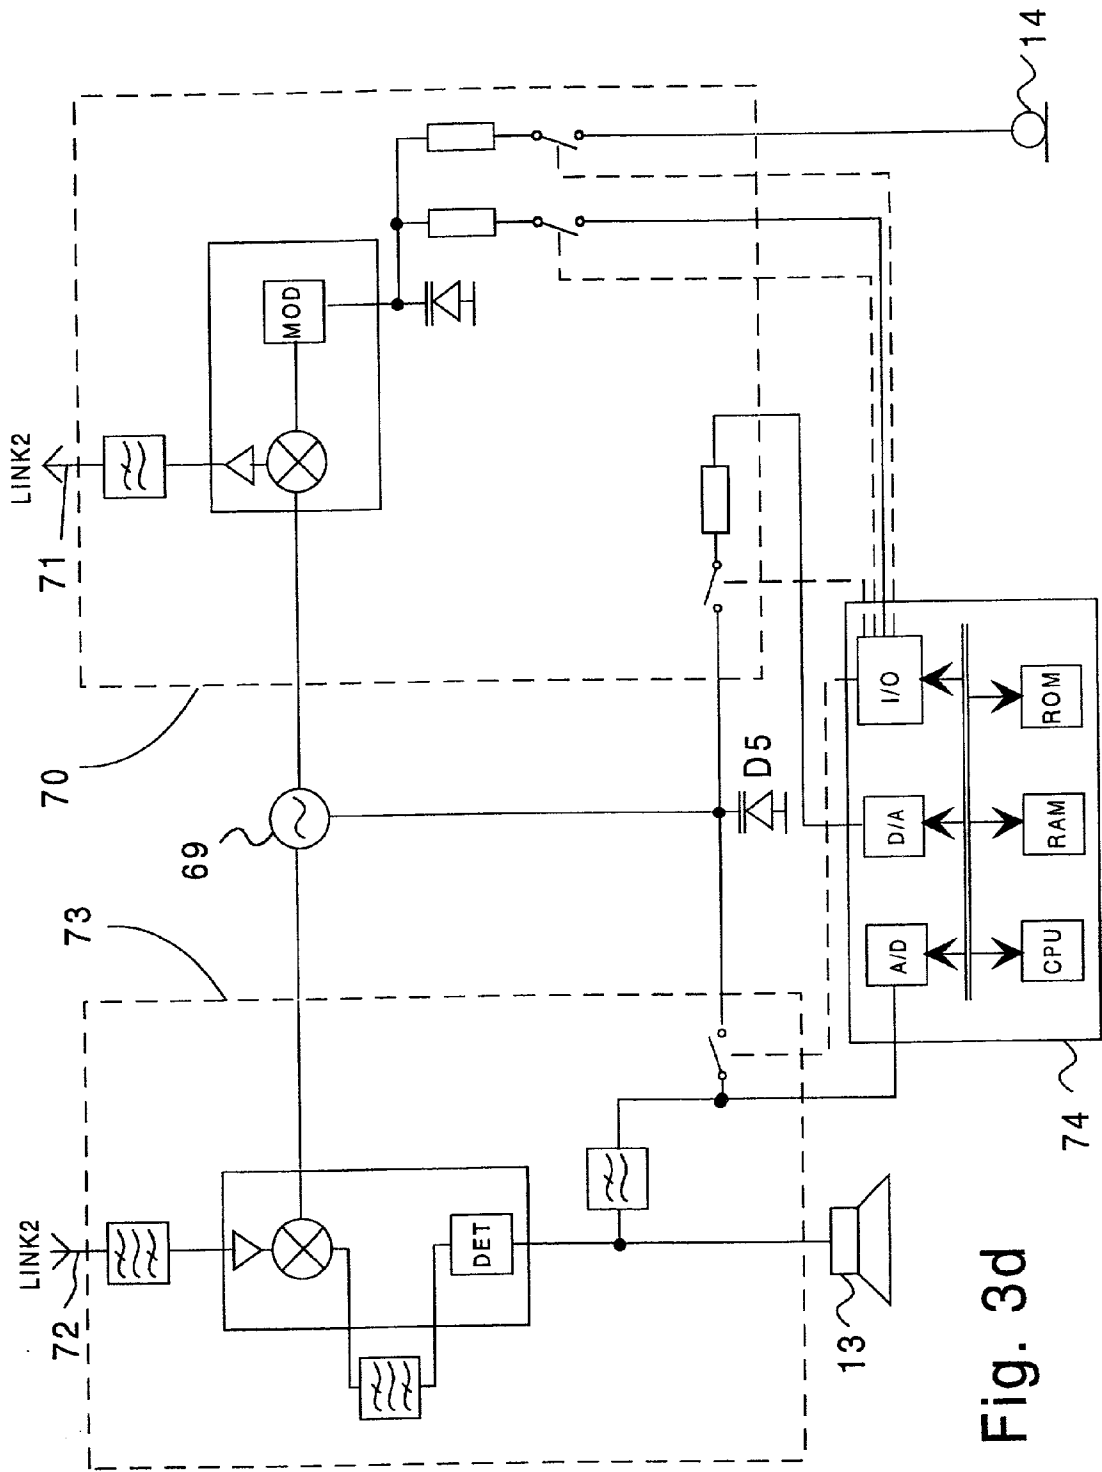 LINK2
72
73
DET
13
69
D5
LINK2
71
70
MOD
14
74
A/D
D/A
I/O
CPU
RAM
ROM
Fig. 3d